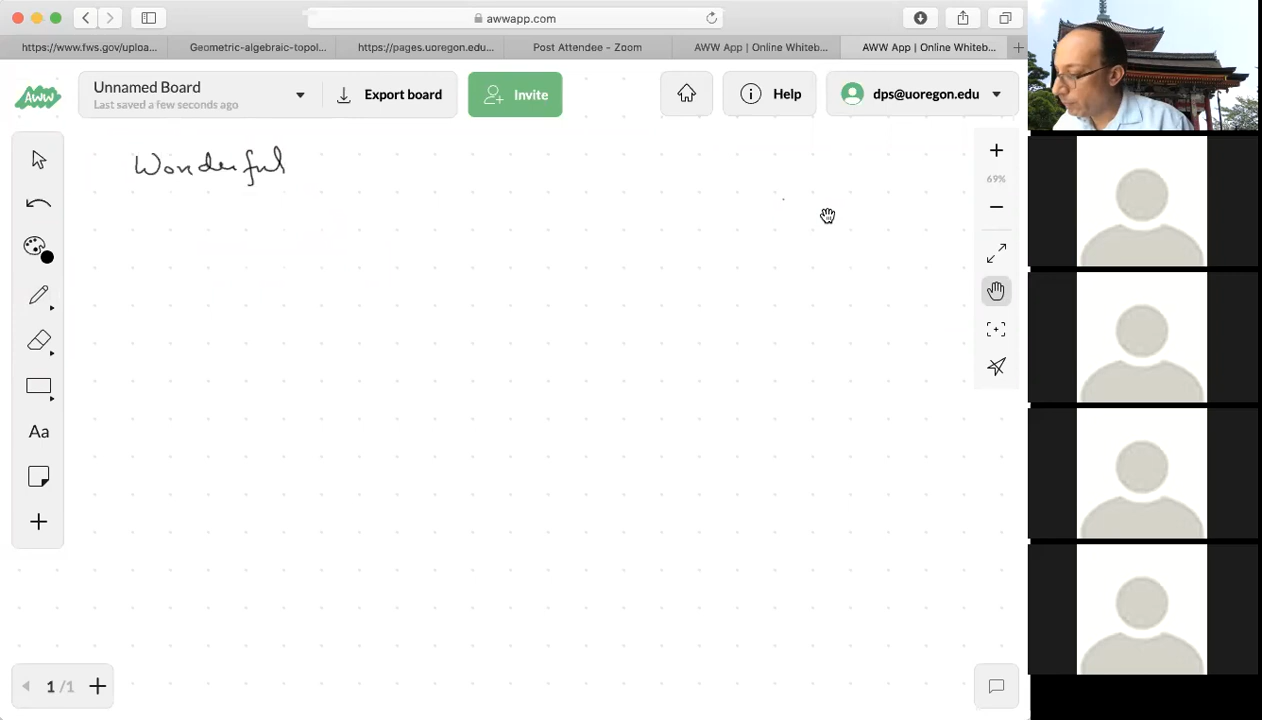 awwapp.com
https://www.fws.gov/uploa...
Geometric-algebraic-topol...
https://pages.uoregon.edu...
Post Attendee - Zoom
AWW App | Online Whiteb...
AWW App | Online Whiteb...
AWW
Unnamed Board
Last saved a few seconds ago
Export board
Invite
Help
dps@uoregon.edu
Wonderful
69%
Aa
1 /1